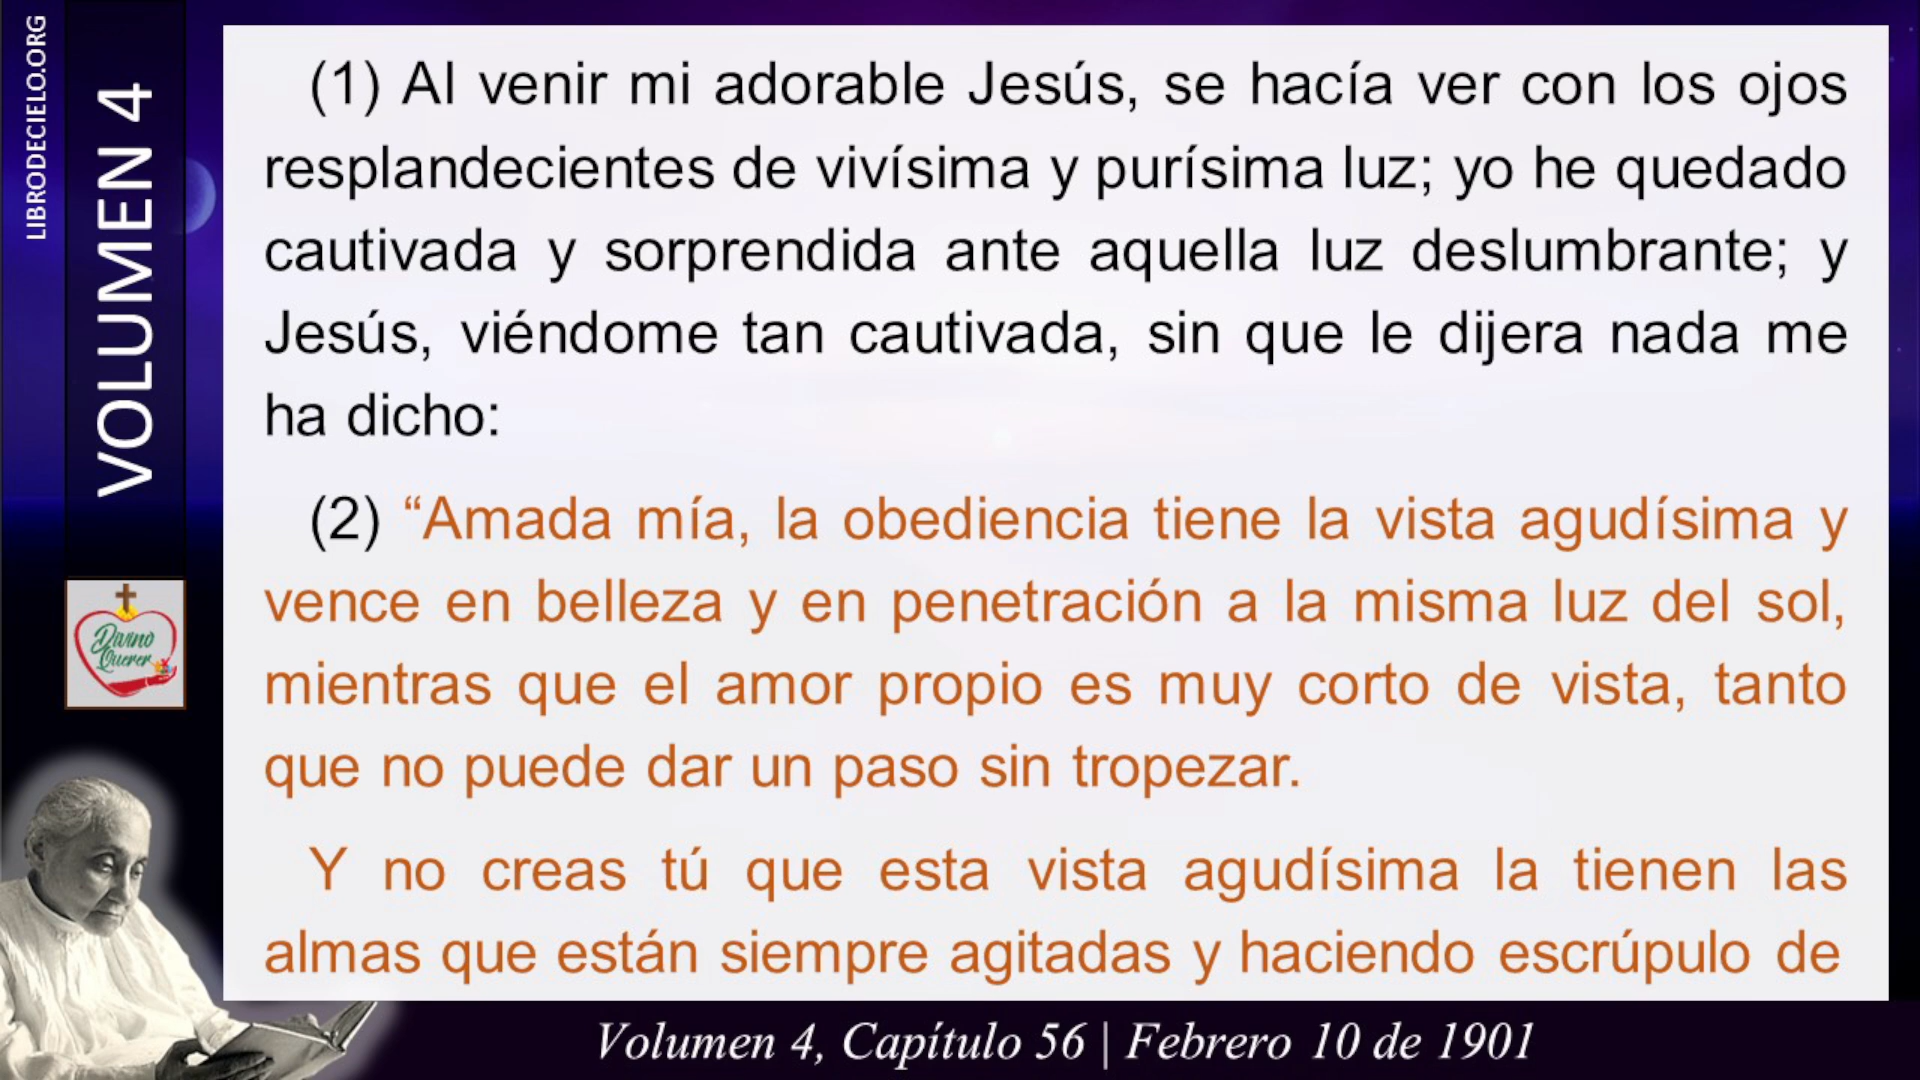 LIBRODECIELO.ORG
VOLUMEN 4
Divino
Querer
(1) Al venir mi adorable Jesús, se hacía ver con los ojos
resplandecientes de vivísima y purísima luz; yo he quedado
cautivada y sorprendida ante aquella luz deslumbrante; y
Jesús, viéndome tan cautivada, sin que le dijera nada me
ha dicho:
(2) “Amada mía, la obediencia tiene la vista agudísima y
vence en belleza y en penetración a la misma luz del sol,
mientras que el amor propio es muy corto de vista, tanto
que no puede dar un paso sin tropezar.
Y no creas tú que esta vista agudísima la tienen las
almas que están siempre agitadas y haciendo escrúpulo de
Volumen 4, Capítulo 56 | Febrero 10 de 1901